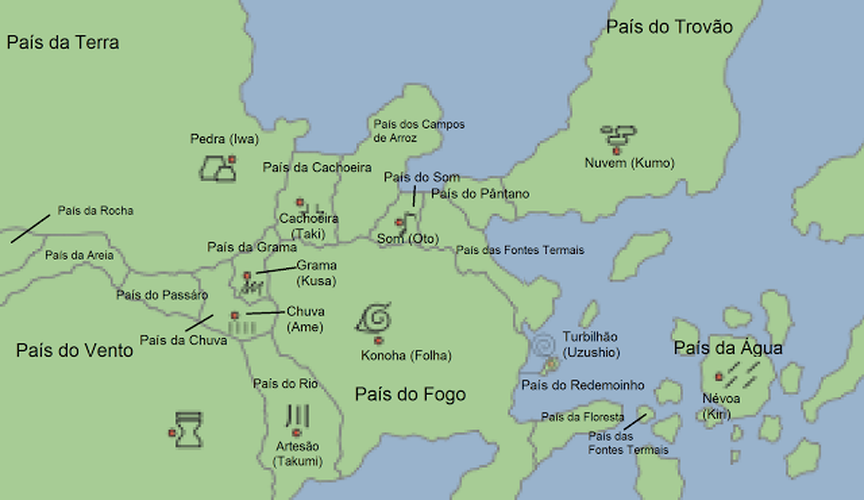 País da Terra
País do Trovão
País dos Campos
de Arroz
Pedra (Iwa)
Nuvem (Kumo)
País da Cachoeira
País do Som
País do Pântano
País da Rocha
Cachoeira
(Taki)
Som (Oto)
País da Grama
País das Fontes Termais
País da Areia
Grama
(Kusa)
País do Passáro
Chuva
(Ame)
País da Chuva
Konoha (Folha)
Turbilhão
(Uzushio)
País do Vento
País da Água
País do Rio
País do Fogo
País do Redemoinho
Névoa
(Kiri)
País da Floresta
País das
Fontes Termais
Artesão
(Takumi)